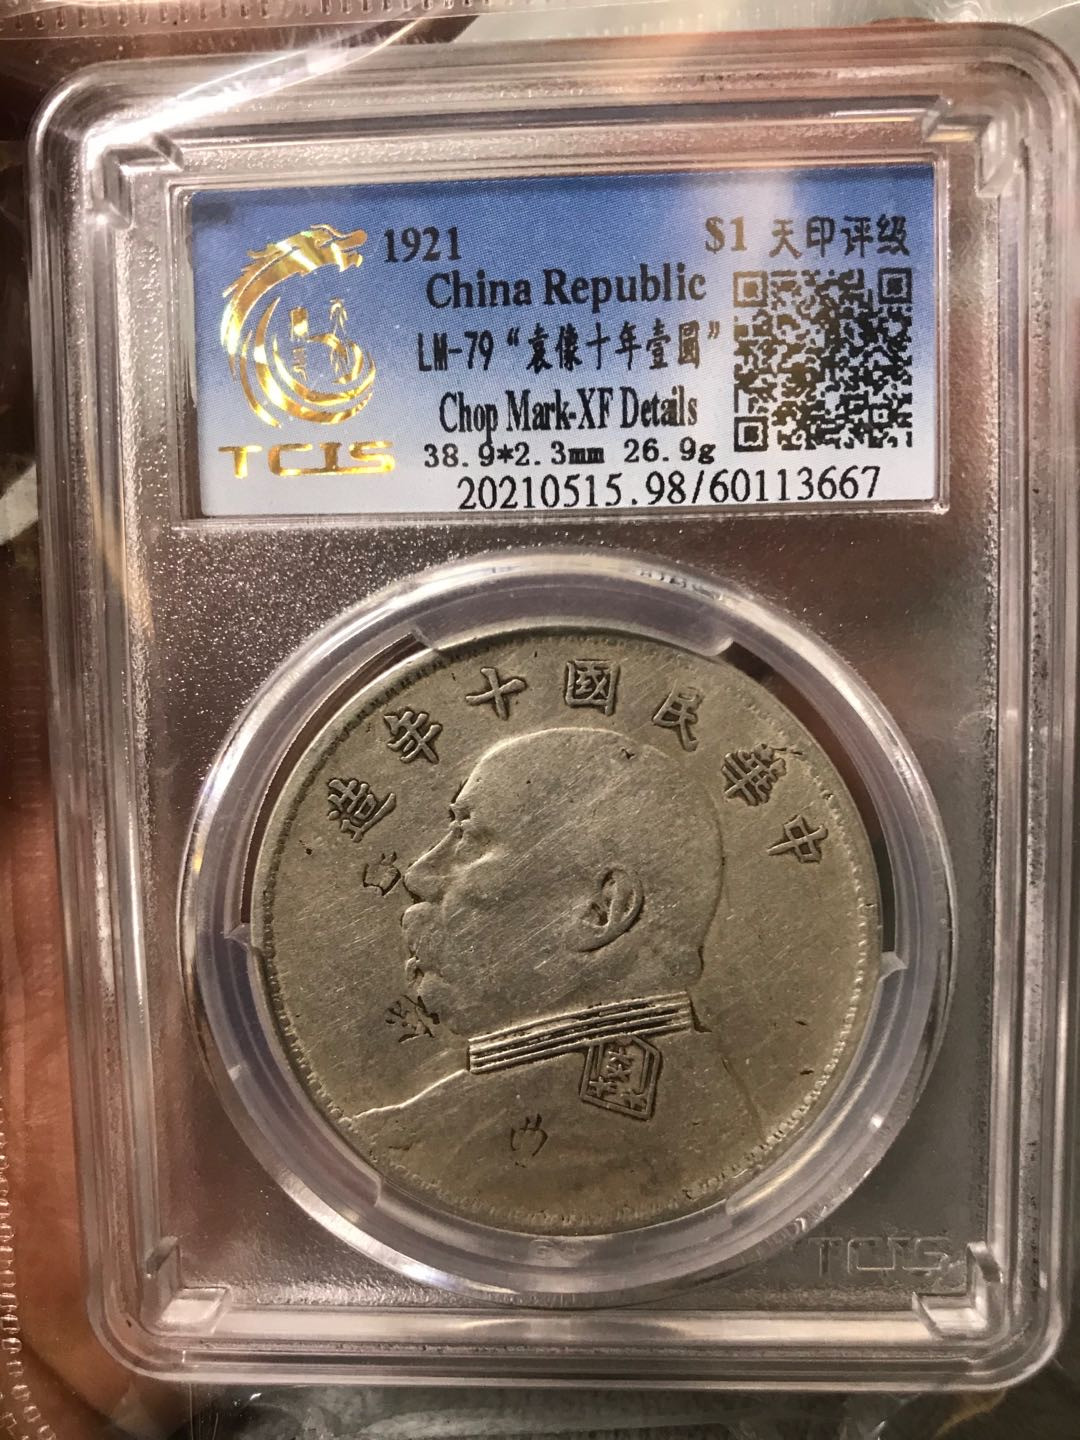 1921 $1 天印评级
China Republic
LM-79 “袁像十年壹圆”
Chop Mark-XF Details
TCIS 38.9*2.3mm 26.9g
20210515.98/60113667
中華民國十年造
TCIS